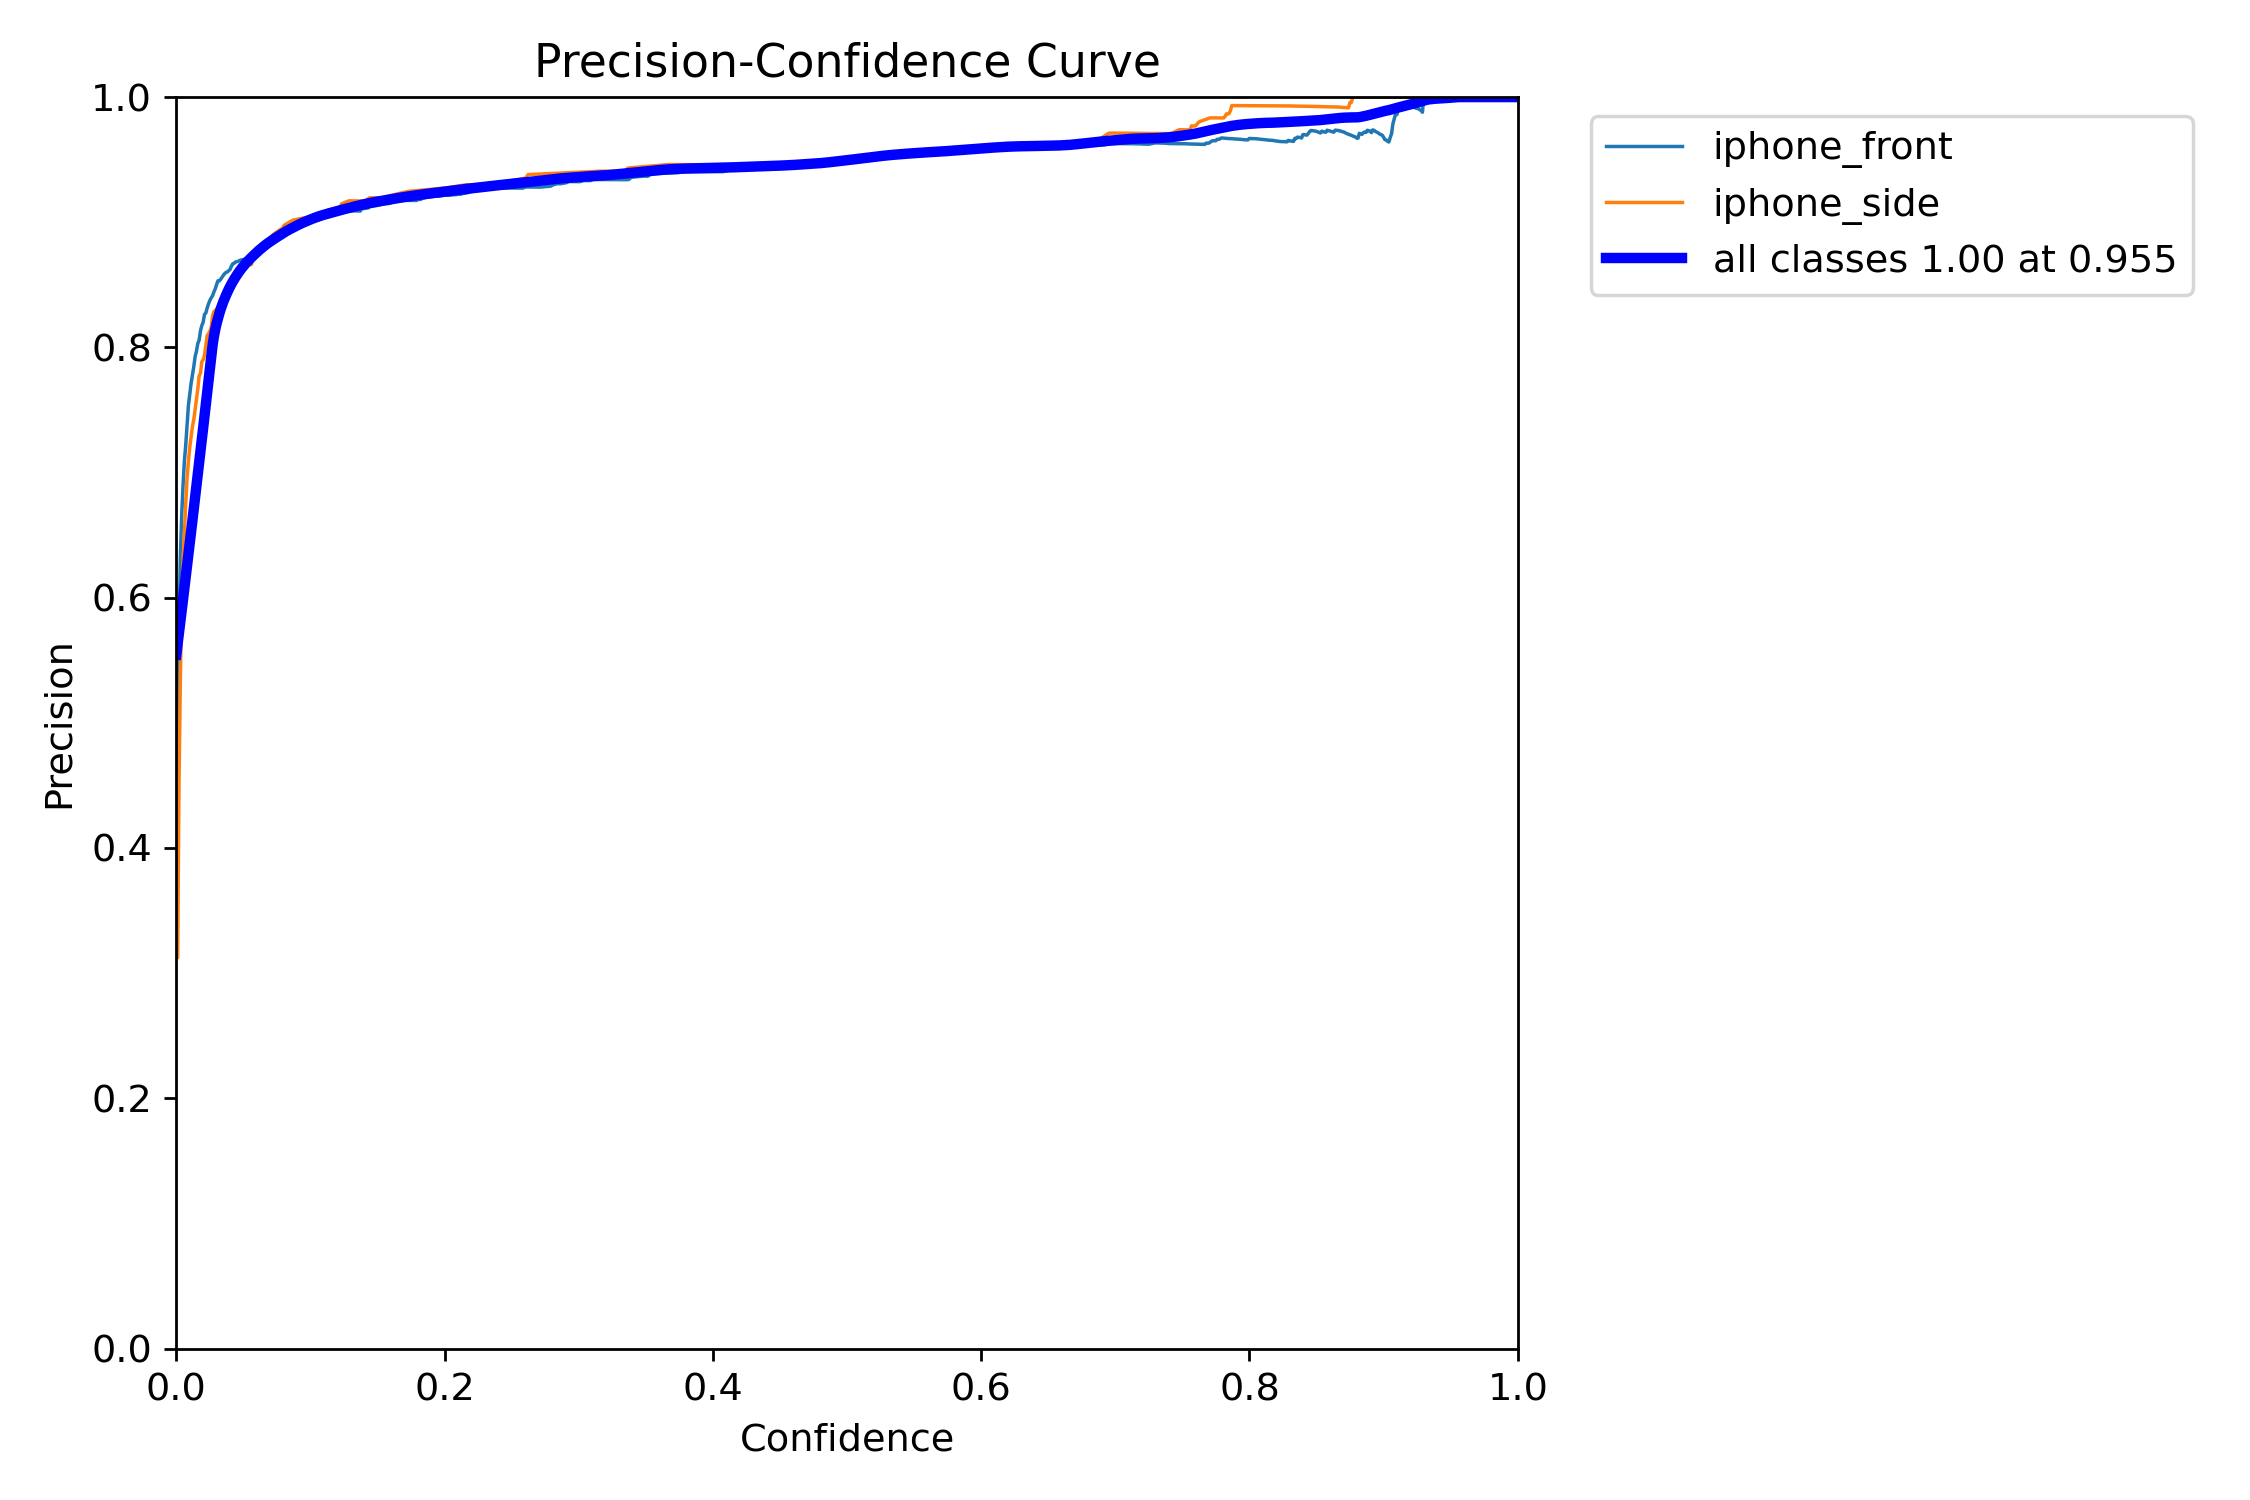 Precision-Confidence Curve
1.0
0.8
0.6
0.4
0.2
0.0
Precision
0.0 0.2 0.4 0.6 0.8 1.0
Confidence
iphone_front
iphone_side
all classes 1.00 at 0.955